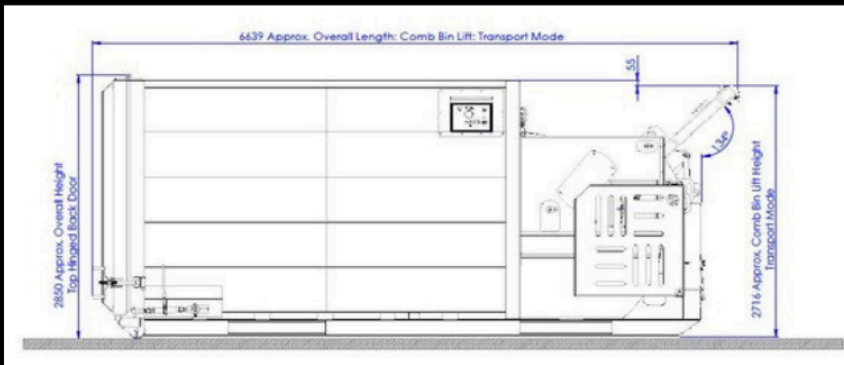 6639 Approx. Overall Length: Comb Bin Lift: Transport Mode
55
134°
2850 Approx. Overall Height
Top Hinged Back Door
2716 Approx. Comb Bin Lift Height
Transport Mode